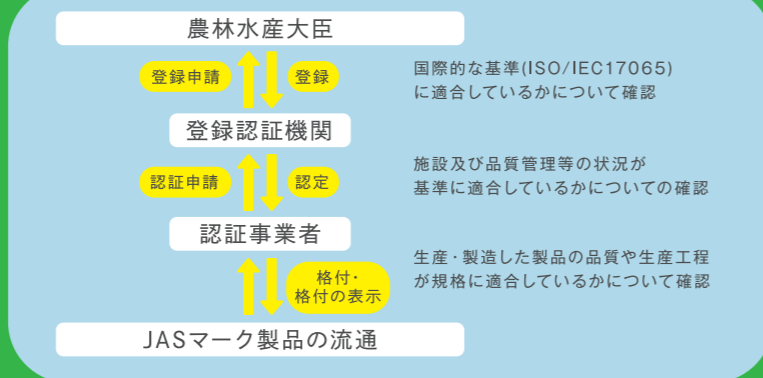 農林水産大臣
登録申請
登録
国際的な基準(ISO/IEC17065)
に適合しているかについて確認
登録認証機関
認証申請
認定
施設及び品質管理等の状況が
基準に適合しているかについての確認
認証事業者
格付・
格付の表示
生産・製造した製品の品質や生産工程
が規格に適合しているかについて確認
JASマーク製品の流通